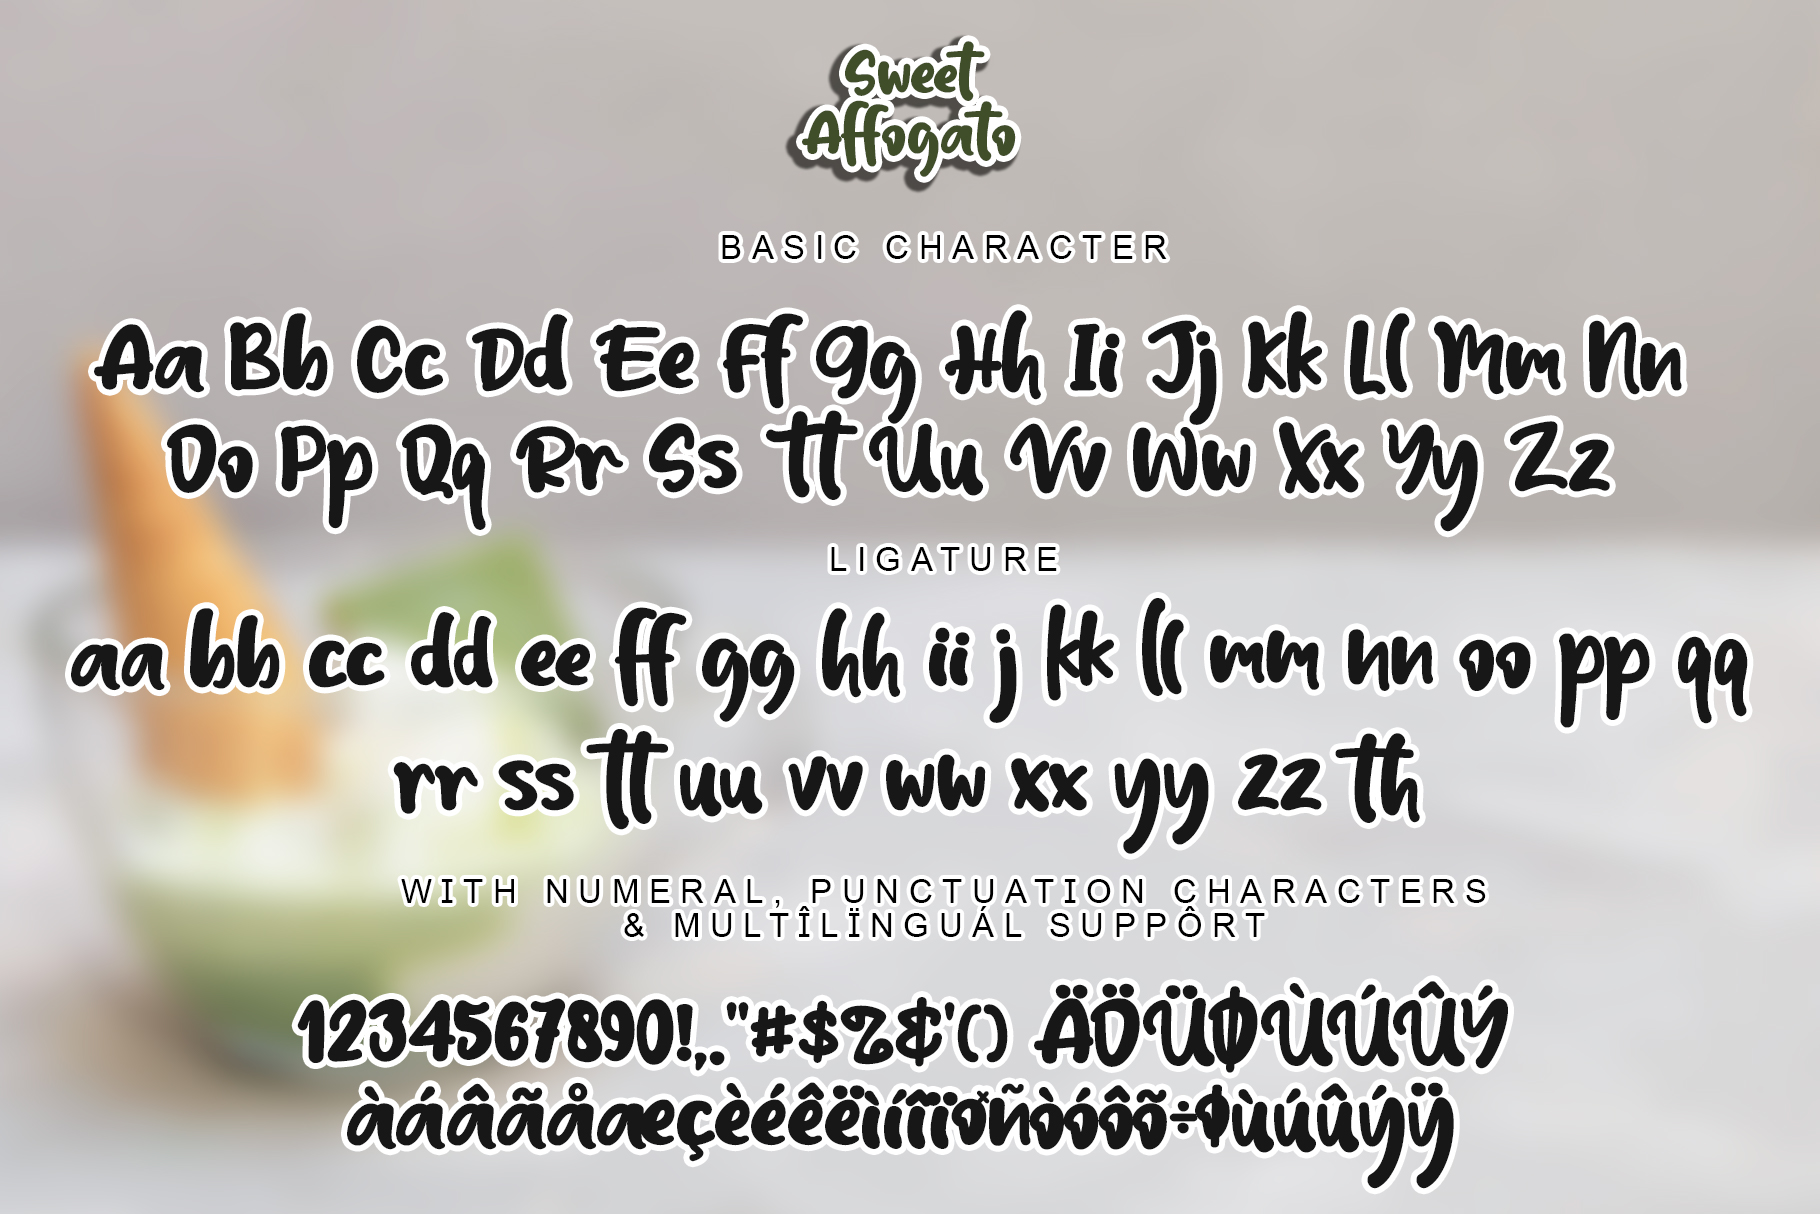 Sweet
Affogato
BASIC CHARACTER
Aa Bb Cc Dd Ee Ff Gg Hh Ii Jj Kk Ll Mm Nn
Oo Pp Qq Rr Ss Tt Uu Vv Ww Xx Yy Zz
LIGATURE
aa bb cc dd ee ff gg hh ii j kk ll mm nn oo pp qq
rr ss tt uu vv ww xx yy zz th
WITH NUMERAL, PUNCTUATION CHARACTERS
& MULTÎLÏNGUÁL SUPPÔRT
1234567890!,."#$%&'() ÄÖÜØÙÚÛÝ
àáâãåæçèéêëìíîïðñòóôõ÷øùúûýÿ